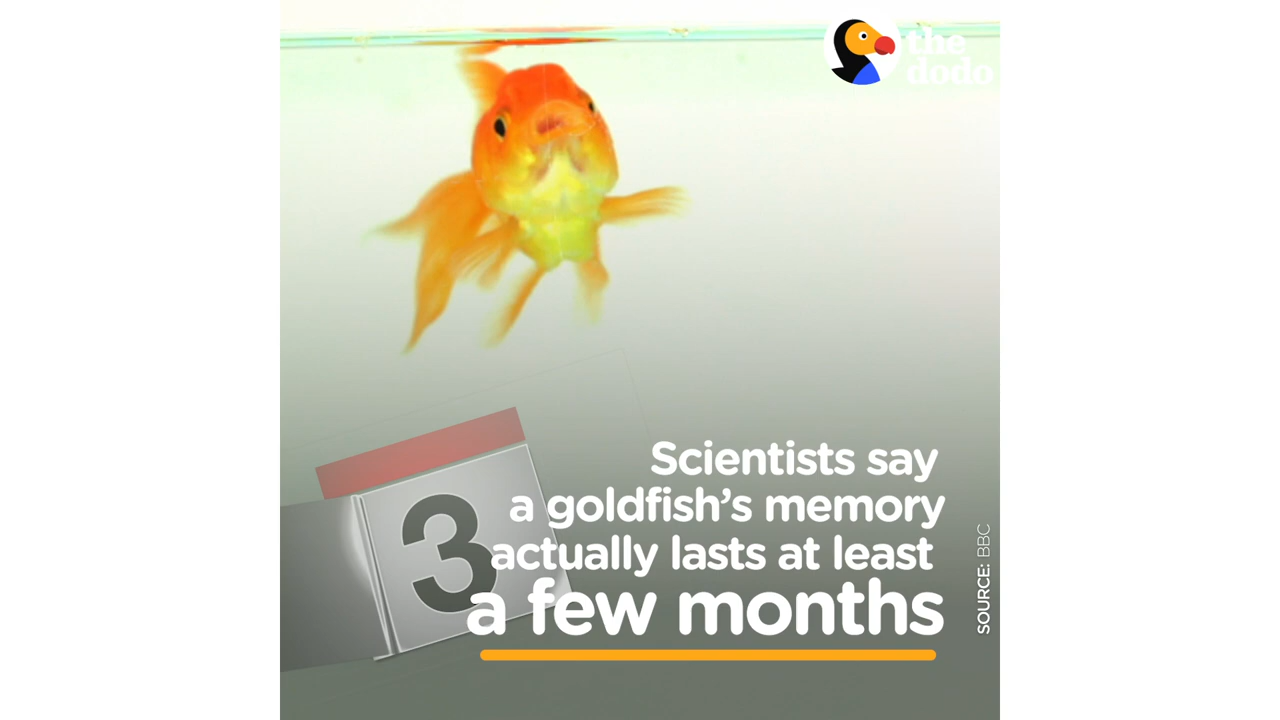 the
dodo
3
Scientists say
a goldfish’s memory
actually lasts at least
a few months
SOURCE: BBC